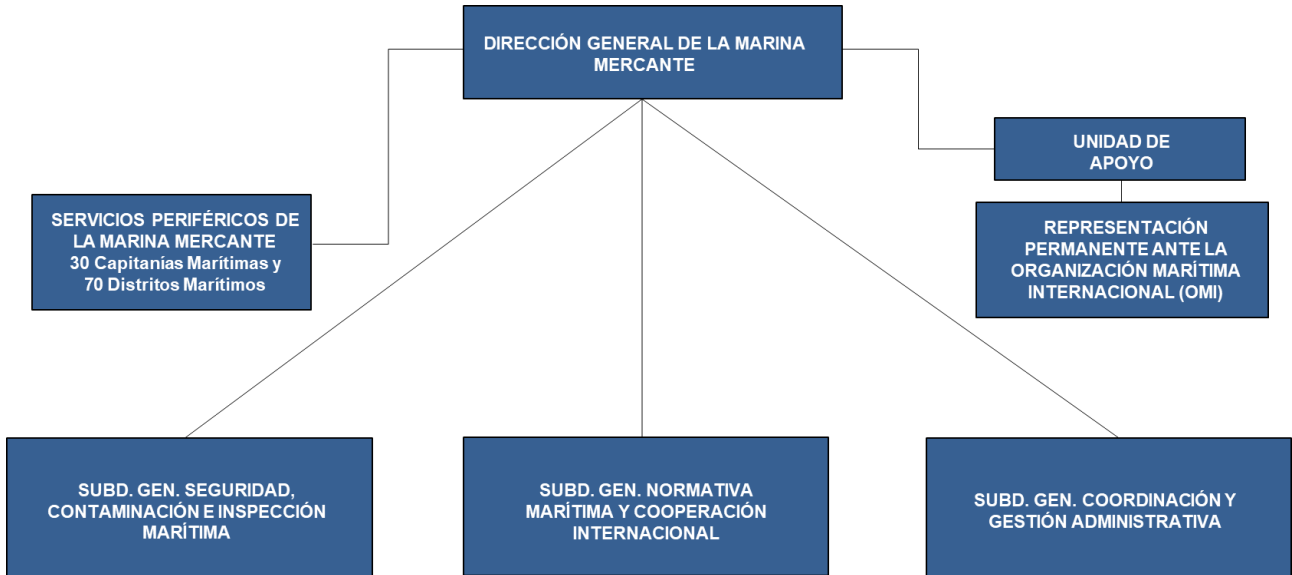 DIRECCIÓN GENERAL DE LA MARINA
MERCANTE
UNIDAD DE
APOYO
SERVICIOS PERIFÉRICOS DE
LA MARINA MERCANTE
30 Capitanías Marítimas y
70 Distritos Marítimos
REPRESENTACIÓN
PERMANENTE ANTE LA
ORGANIZACIÓN MARÍTIMA
INTERNACIONAL (OMI)
SUBD. GEN. SEGURIDAD,
CONTAMINACIÓN E INSPECCIÓN
MARÍTIMA
SUBD. GEN. NORMATIVA
MARÍTIMA Y COOPERACIÓN
INTERNACIONAL
SUBD. GEN. COORDINACIÓN Y
GESTIÓN ADMINISTRATIVA